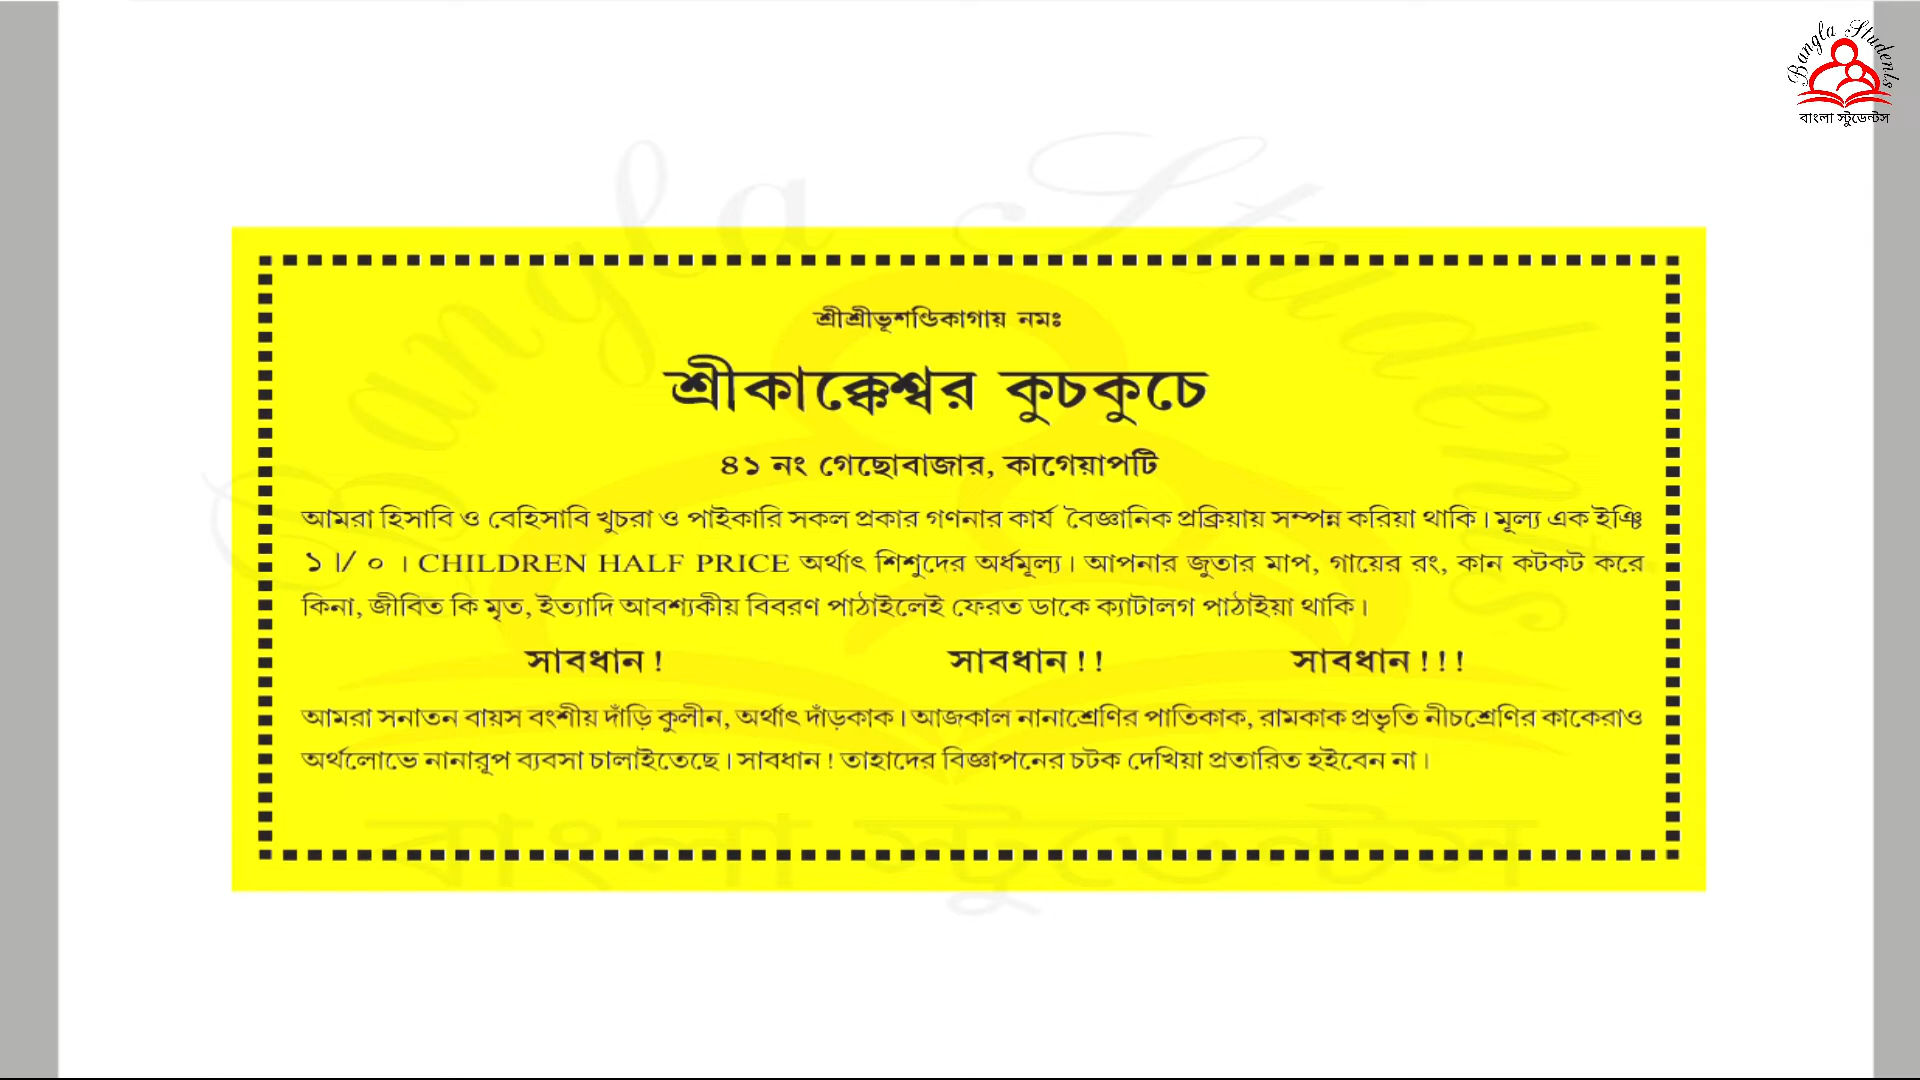 Bangla Students
বাংলা স্টুডেন্টস
শ্রীশ্রীভূশণ্ডিকাগায় নমঃ
শ্রীকাক্কেশ্বর কুচকুচে
৪১ নং গেছোবাজার, কাগেয়াপটি
আমরা হিসাবি ও বেহিসাবি খুচরা ও পাইকারি সকল প্রকার গণনার কার্য বৈজ্ঞানিক প্রক্রিয়ায় সম্পন্ন করিয়া থাকি। মূল্য এক ইঞ্চি
১ ৷/ ০ । CHILDREN HALF PRICE অর্থাৎ শিশুদের অর্ধমূল্য। আপনার জুতার মাপ, গায়ের রং, কান কটকট করে
কিনা, জীবিত কি মৃত, ইত্যাদি আবশ্যকীয় বিবরণ পাঠাইলেই ফেরত ডাকে ক্যাটালগ পাঠাইয়া থাকি।
সাবধান! সাবধান!! সাবধান!!!
আমরা সনাতন বায়স বংশীয় দাঁড়ি কুলীন, অর্থাৎ দাঁড়কাক। আজকাল নানাশ্রেণির পাতিকাক, রামকাক প্রভৃতি নীচশ্রেণির কাকেরাও
অর্থলোভে নানারূপ ব্যবসা চালাইতেছে। সাবধান! তাহাদের বিজ্ঞাপনের চটক দেখিয়া প্রতারিত হইবেন না।
Bangla Students
বাংলা স্টুডেন্টস